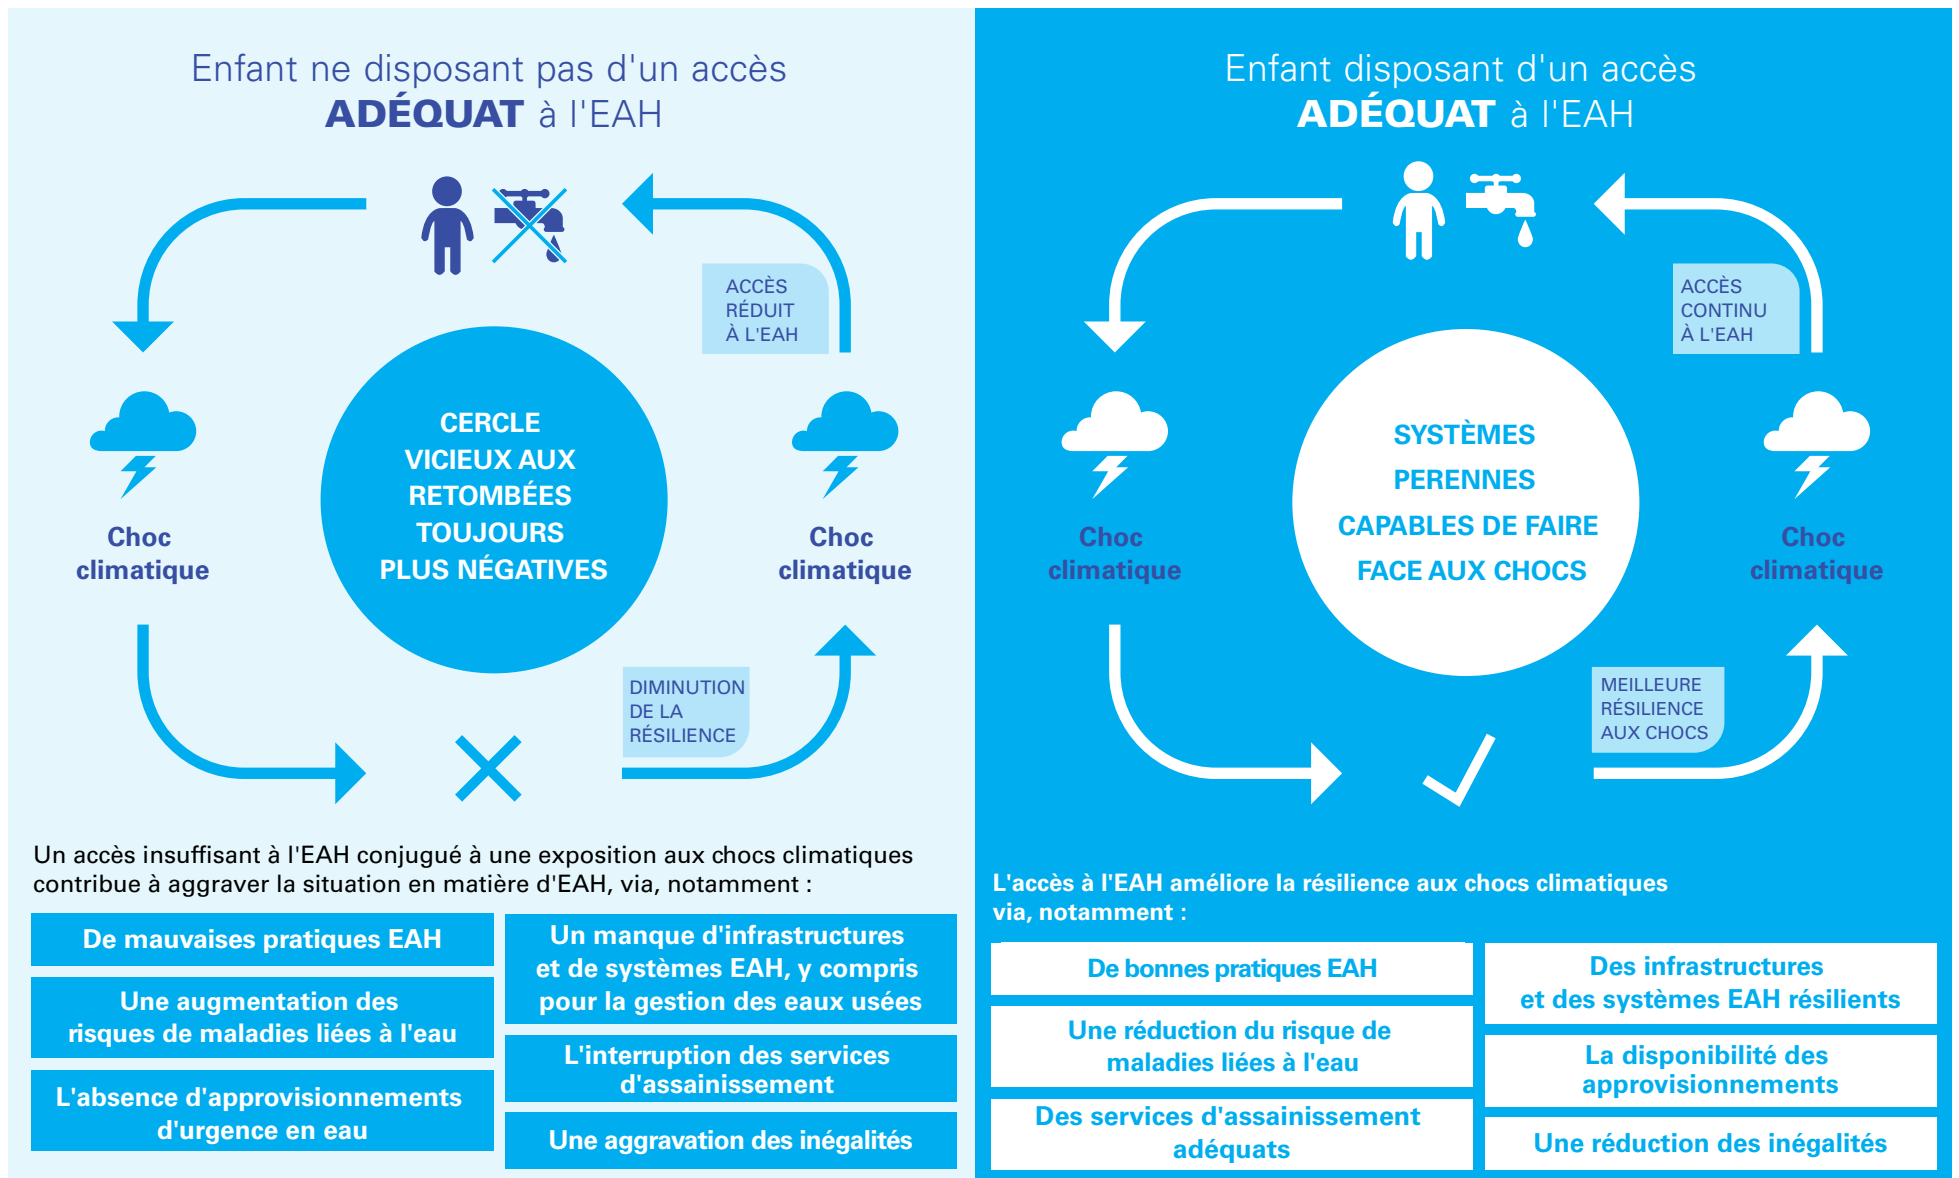 Enfant ne disposant pas d'un accès
ADÉQUAT à l'EAH
ACCÈS
RÉDUIT
À L'EAH
CERCLE
VICIEUX AUX
RETOMBÉES
TOUJOURS
PLUS NÉGATIVES
Choc
climatique
Choc
climatique
DIMINUTION
DE LA
RÉSILIENCE
Un accès insuffisant à l'EAH conjugué à une exposition aux chocs climatiques
contribue à aggraver la situation en matière d'EAH, via, notamment :
De mauvaises pratiques EAH
Une augmentation des
risques de maladies liées à l'eau
L'absence d'approvisionnements
d'urgence en eau
Un manque d'infrastructures
et de systèmes EAH, y compris
pour la gestion des eaux usées
L'interruption des services
d'assainissement
Une aggravation des inégalités
Enfant disposant d'un accès
ADÉQUAT à l'EAH
ACCÈS
CONTINU
À L'EAH
SYSTÈMES
PERENNES
CAPABLES DE FAIRE
FACE AUX CHOCS
Choc
climatique
Choc
climatique
MEILLEURE
RÉSILIENCE
AUX CHOCS
L'accès à l'EAH améliore la résilience aux chocs climatiques
via, notamment :
De bonnes pratiques EAH
Une réduction du risque de
maladies liées à l'eau
Des services d'assainissement
adéquats
Des infrastructures
et des systèmes EAH résilients
La disponibilité des
approvisionnements
Une réduction des inégalités